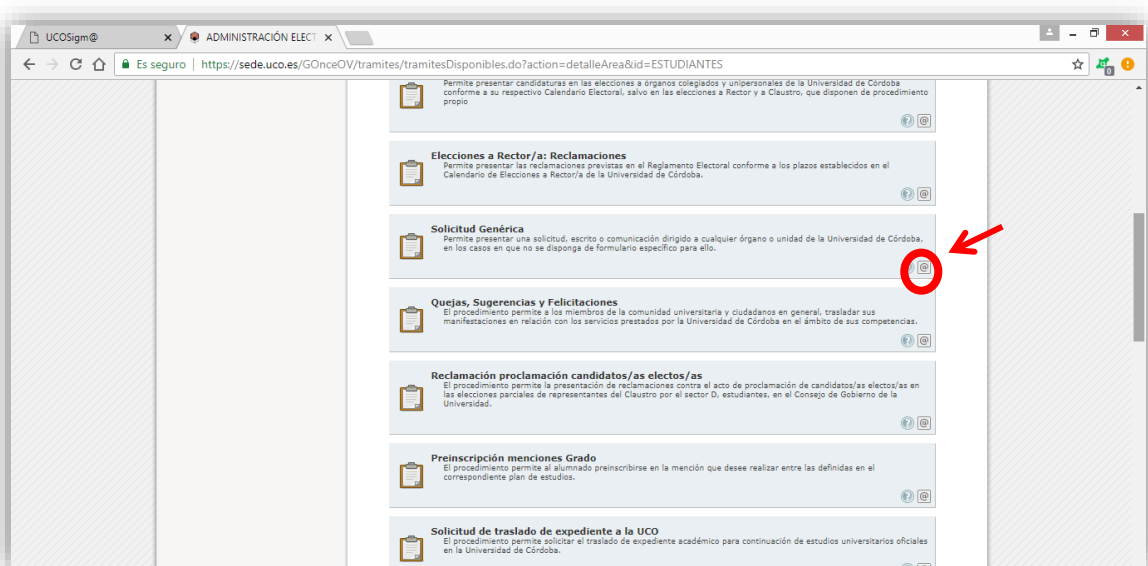 UCOSigm@
ADMINISTRACIÓN ELECT
Es seguro | https://sede.uco.es/GOnceOV/tramites/tramitesDisponibles.do?action=detalleArea&id=ESTUDIANTES
0
Permite presentar candidaturas en las elecciones a órganos colegiados y unipersonales de la Universidad de Córdoba
conforme a su respectivo Calendario Electoral, salvo en las elecciones a Rector y a Claustro, que disponen de procedimiento
propio
@
Elecciones a Rector/a: Reclamaciones
Permite presentar las reclamaciones previstas en el Reglamento Electoral conforme a los plazos establecidos en el
Calendario de Elecciones a Rector/a de la Universidad de Córdoba.
@
Solicitud Genérica
Permite presentar una solicitud, escrito o comunicación dirigido a cualquier órgano o unidad de la Universidad de Córdoba,
en los casos en que no se disponga de formulario específico para ello.
@
Quejas, Sugerencias y Felicitaciones
El procedimiento permite a los miembros de la comunidad universitaria y ciudadanos en general, trasladar sus
manifestaciones en relación con los servicios prestados por la Universidad de Córdoba en el ámbito de sus competencias.
@
Reclamación proclamación candidatos/as electos/as
El procedimiento permite la presentación de reclamaciones contra el acto de proclamación de candidatos/as electos/as en
las elecciones parciales de representantes del Claustro por el sector D, estudiantes, en el Consejo de Gobierno de la
Universidad.
@
Preinscripción menciones Grado
El procedimiento permite al alumnado preinscribirse en la mención que desee realizar entre las definidas en el
correspondiente plan de estudios.
@
Solicitud de traslado de expediente a la UCO
El procedimiento permite solicitar el traslado de expediente académico para continuación de estudios universitarios oficiales
en la Universidad de Córdoba.